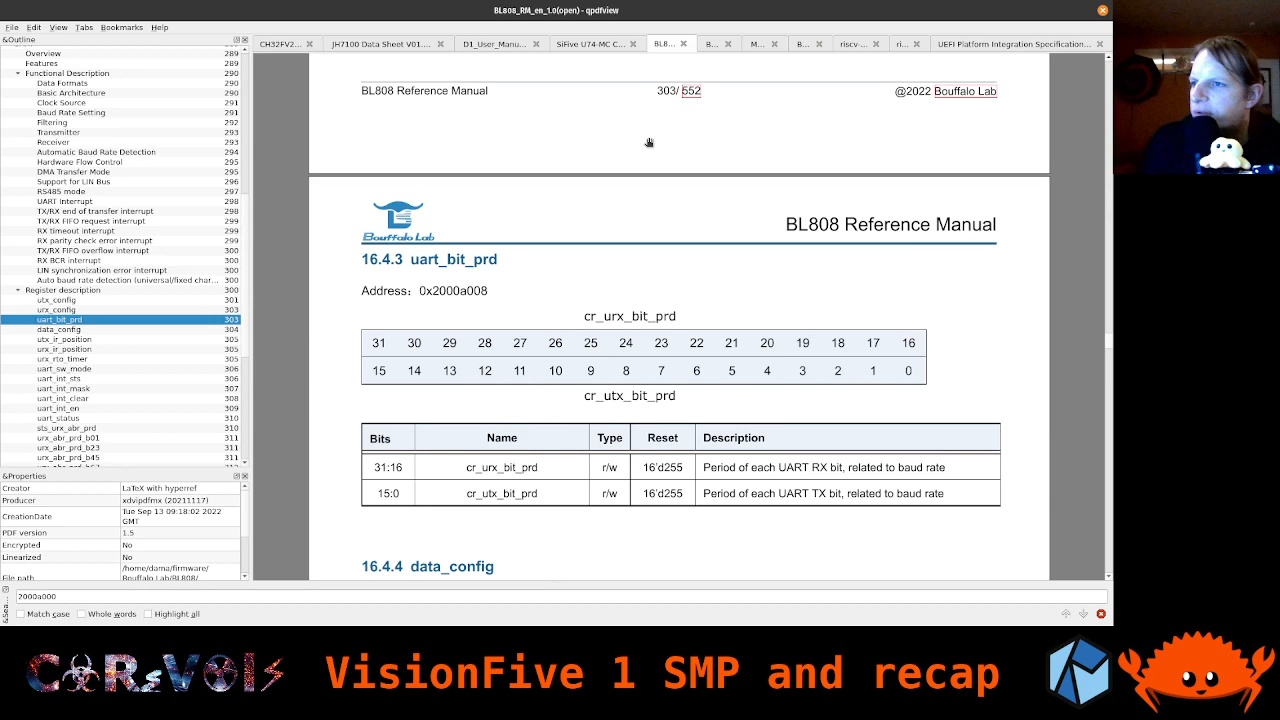 BL808_RM_en_1.0(open) - qpdfview
File Edit View Tabs Bookmarks Help
&Outline
CH32FV2... JH7100 Data Sheet V01.... D1_User_Manu... SiFive U74-MC C... BL8... B... M... B... riscv-... ri... UEFI Platform Integration Specification...
Overview 289
Features 289
Functional Description 290
Data Formats 290
Basic Architecture 290
Clock Source 291
Baud Rate Setting 291
Filtering 292
Transmitter 293
Receiver 293
Automatic Baud Rate Detection 294
Hardware Flow Control 295
DMA Transfer Mode 295
Support for LIN Bus 296
RS485 mode 297
UART Interrupt 298
TX/RX end of transfer interrupt 298
TX/RX FIFO request interrupt 299
RX timeout interrupt 299
RX parity check error interrupt 299
TX/RX FIFO overflow interrupt 300
RX BCR interrupt 300
LIN synchronization error interrupt 300
Auto baud rate detection (universal/fixed char... 300
Register description 300
utx_config 301
urx_config 303
uart_bit_prd 303
data_config 304
utx_ir_position 305
urx_ir_position 305
urx_rto_timer 305
uart_sw_mode 306
uart_int_sts 306
uart_int_mask 307
uart_int_clear 308
uart_int_en 309
uart_status 310
sts_urx_abr_prd 310
urx_abr_prd_b01 311
urx_abr_prd_b23 311
urx_abr_prd_b45 311
&Properties
Creator LaTeX with hyperref
Producer xdvipdfmx (20211117)
CreationDate Tue Sep 13 09:18:02 2022 GMT
PDF version 1.5
Encrypted No
Linearized No
File path /home/dama/firmware/
Bouffalo Lab/BL808/
BL808 Reference Manual 303/ 552 @2022 Bouffalo Lab
Bouffalo Lab
BL808 Reference Manual
16.4.3 uart_bit_prd
Address： 0x2000a008
cr_urx_bit_prd
31 30 29 28 27 26 25 24 23 22 21 20 19 18 17 16
15 14 13 12 11 10 9 8 7 6 5 4 3 2 1 0
cr_utx_bit_prd
Bits Name Type Reset Description
31:16 cr_urx_bit_prd r/w 16'd255 Period of each UART RX bit, related to baud rate
15:0 cr_utx_bit_prd r/w 16'd255 Period of each UART TX bit, related to baud rate
16.4.4 data_config
&Sea...
2000a000
Match case Whole words Highlight all
VisionFive 1 SMP and recap